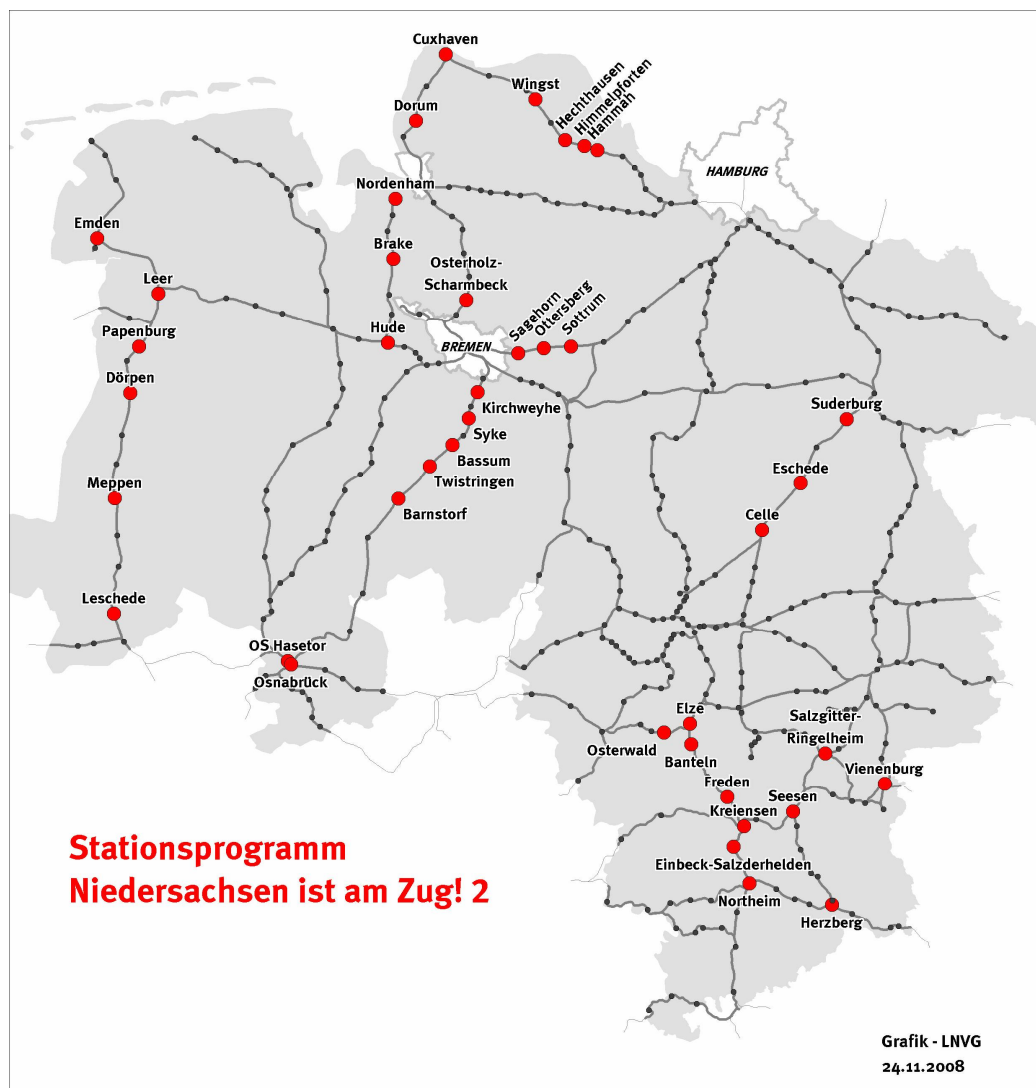 Cuxhaven
Wingst
Hechthausen
Himmelpforten
Hammah
Dorum
HAMBURG
Nordenham
Emden
Brake
Osterholz-
Scharmbeck
Leer
Papenburg
Hude
BREMEN
Sagehorn
Ottersberg
Sottrum
Dörpen
Kirchweyhe
Suderburg
Syke
Bassum
Eschede
Twistringen
Meppen
Barnstorf
Celle
Leschede
OS Hasetor
Osnabrück
Elze
Salzgitter-
Ringelheim
Osterwald
Banteln
Vienenburg
Freden
Seesen
Kreiensen
Einbeck-Salzderhelden
Northeim
Herzberg
Stationsprogramm
Niedersachsen ist am Zug! 2
Grafik - LNVG
24.11.2008